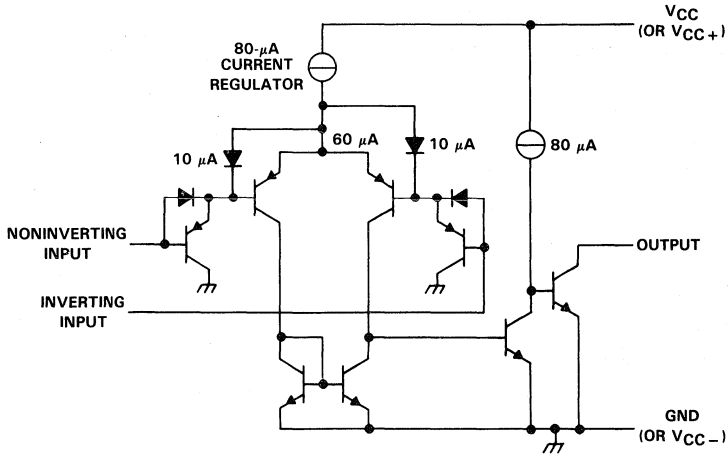 VCC
(OR VCC+)
80-μA
CURRENT
REGULATOR
60 μA
10 μA
10 μA
80 μA
NONINVERTING
INPUT
OUTPUT
INVERTING
INPUT
GND
(OR VCC−)